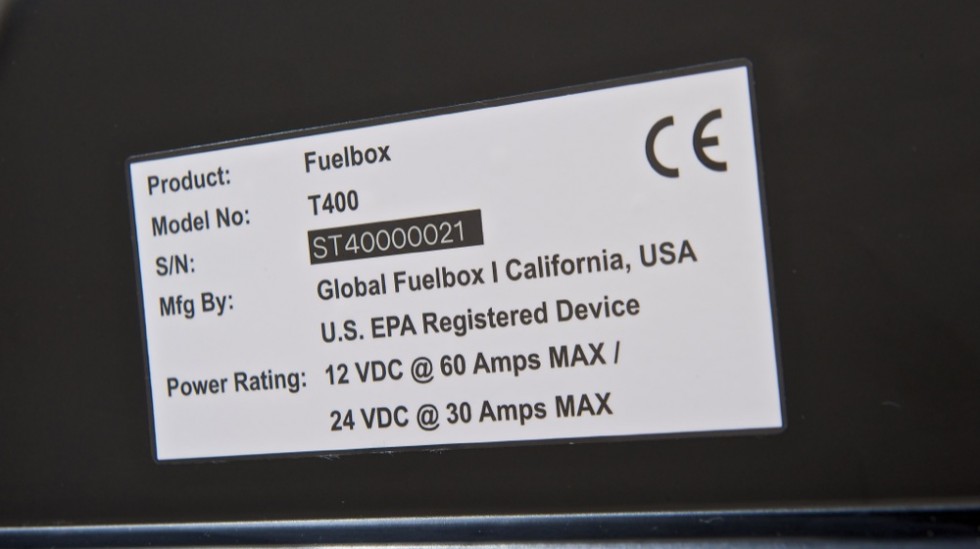 Product: Fuelbox CE
Model No: T400
S/N: ST40000021
Mfg By: Global Fuelbox | California, USA
U.S. EPA Registered Device
Power Rating: 12 VDC @ 60 Amps MAX /
24 VDC @ 30 Amps MAX